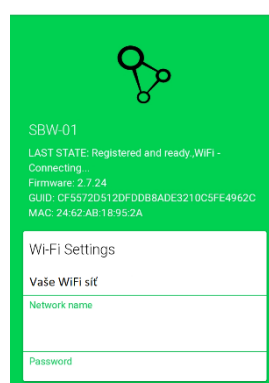 SBW-01
LAST STATE: Registered and ready.,WiFi -
Connecting...
Firmware: 2.7.24
GUID: CF5572D512DFDDB8ADE3210C5FE4962C
MAC: 24:62:AB:18:95:2A
Wi-Fi Settings
Vaše WiFi síť
Network name
Password